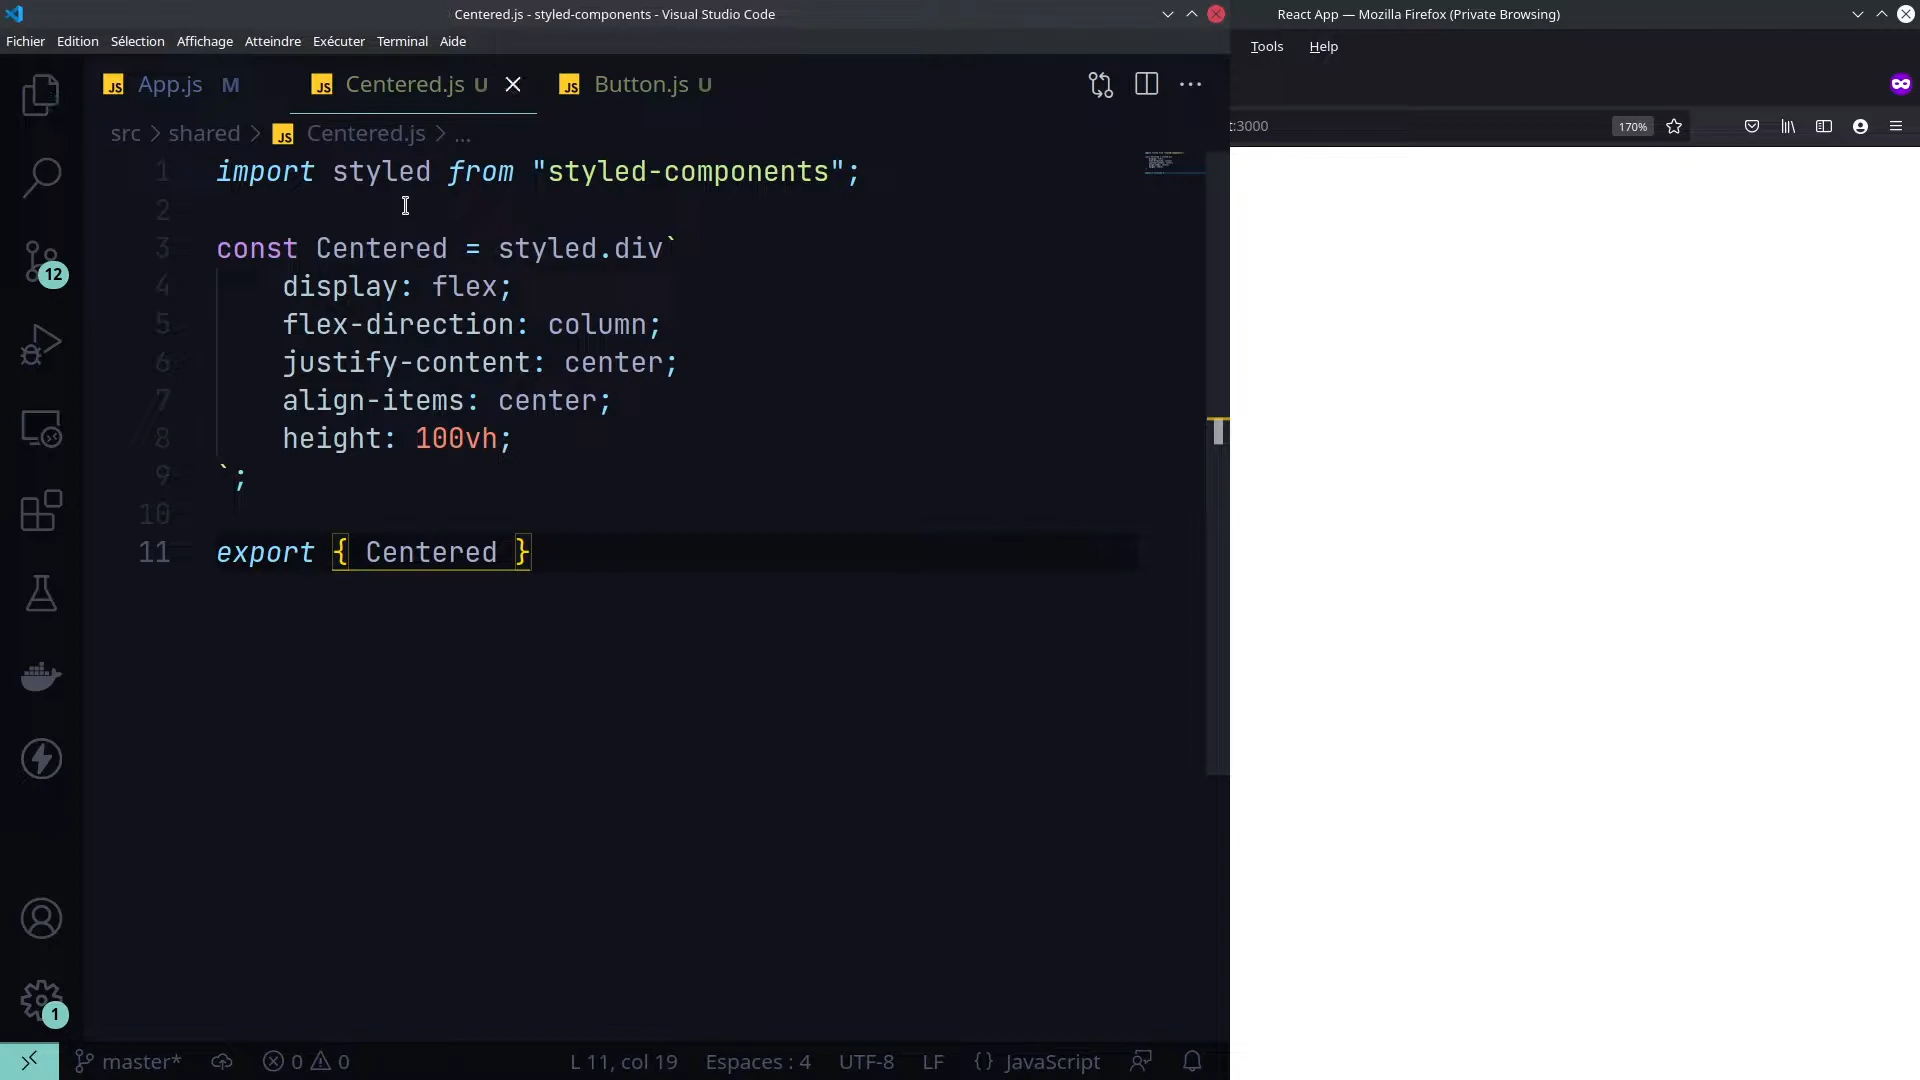 Centered.js - styled-components - Visual Studio Code
Fichier Edition Sélection Affichage Atteindre Exécuter Terminal Aide
JS App.js M JS Centered.js U JS Button.js U
src > shared > JS Centered.js > ...
1 import styled from "styled-components";
2
3 const Centered = styled.div`
4 display: flex;
5 flex-direction: column;
6 justify-content: center;
7 align-items: center;
8 height: 100vh;
9 `;
10
11 export { Centered }
12
1
master* 0 0 L 11, col 19 Espaces : 4 UTF-8 LF {} JavaScript
React App — Mozilla Firefox (Private Browsing)
Tools Help
t:3000 170%